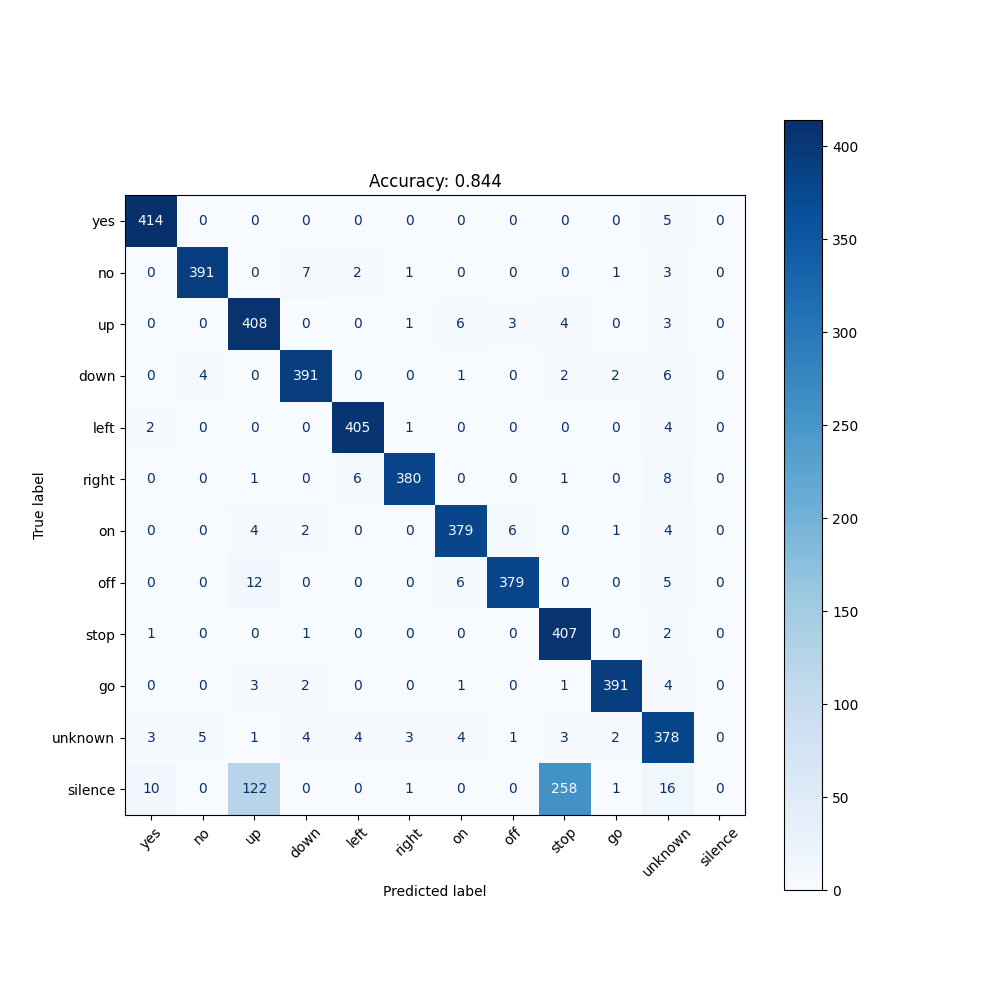 Accuracy: 0.844
yes 414 0 0 0 0 0 0 0 0 0 5 0
no 0 391 0 7 2 1 0 0 0 1 3 0
up 0 0 408 0 0 1 6 3 4 0 3 0
down 0 4 0 391 0 0 1 0 2 2 6 0
left 2 0 0 0 405 1 0 0 0 0 4 0
right 0 0 1 0 6 380 0 0 1 0 8 0
on 0 0 4 2 0 0 379 6 0 1 4 0
off 0 0 12 0 0 0 6 379 0 0 5 0
stop 1 0 0 1 0 0 0 0 407 0 2 0
go 0 0 3 2 0 0 1 0 1 391 4 0
unknown 3 5 1 4 4 3 4 1 3 2 378 0
silence 10 0 122 0 0 1 0 0 258 1 16 0
yes no up down left right on off stop go unknown silence
Predicted label
True label
400
350
300
250
200
150
100
50
0